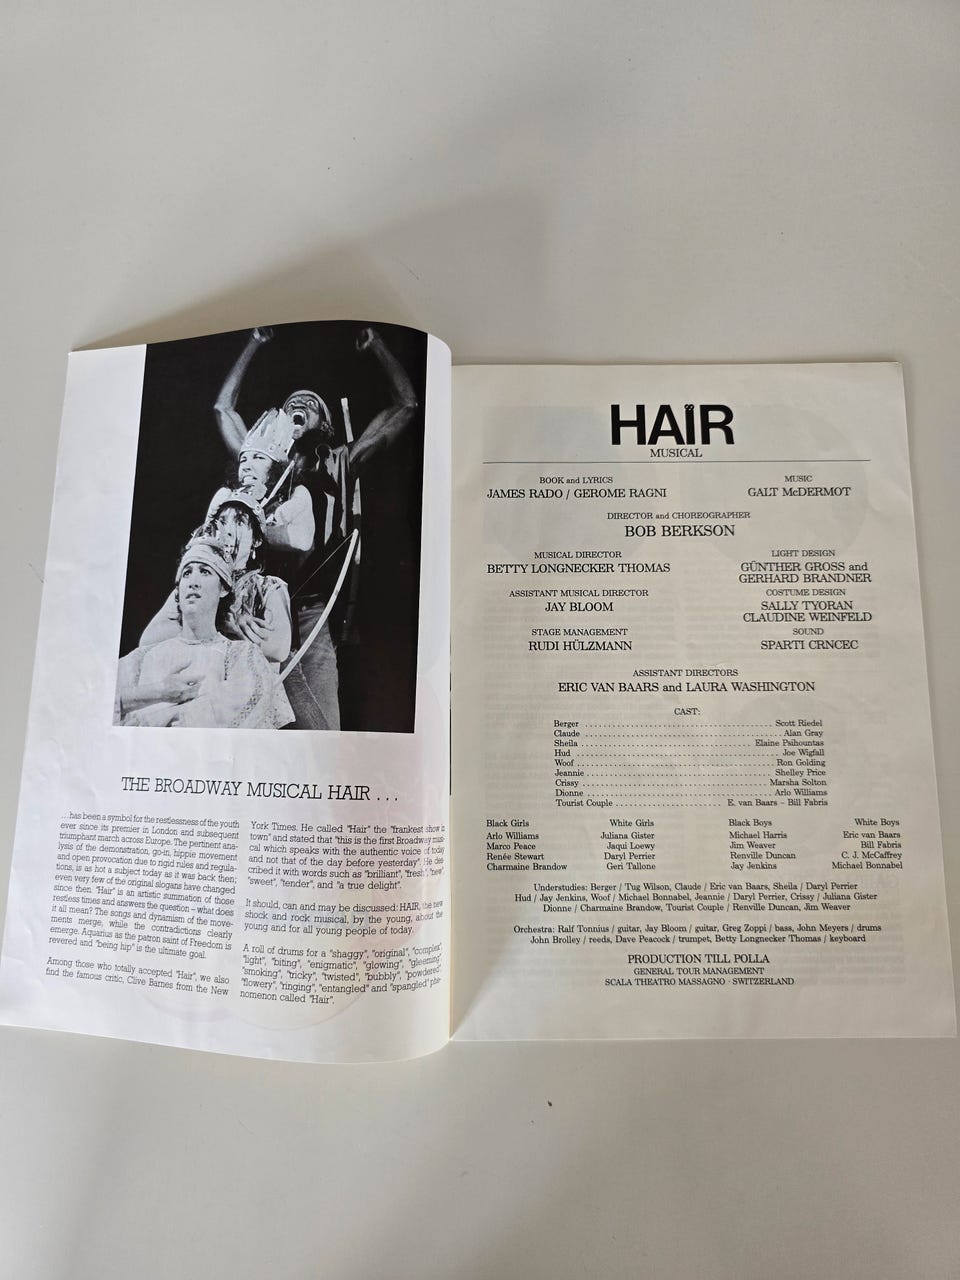 THE BROADWAY MUSICAL HAIR . . .
. . .has been a symbol for the restlessness of the youth
ever since its premier in London and subsequent
triumphant march across Europe. The pertinent ana-
lysis of the demonstration, go-in, hippie movement
and open provocation due to rigid rules and regula-
tions, is as hot a subject today as it was back then;
even very few of the original slogans have changed
since then. "Hair" is an artistic summation of those
restless times and answers the question – what does
it all mean? The songs and dynamism of the move-
ments merge, while the contradictions clearly
emerge. Aquarius as the patron saint of Freedom is
revered and "being hip" is the ultimate goal.
Among those who totally accepted "Hair", we also
find the famous critic, Clive Barnes from the New
York Times. He called "Hair" the "frankest show in
town" and stated that "this is the first Broadway musi-
cal which speaks with the authentic voice of today
and not that of the day before yesterday". He des-
cribed it with words such as "brilliant", "fresh", "new",
"sweet", "tender", and "a true delight".
It should, can and may be discussed: HAIR, the new
shock and rock musical, by the young, about the
young and for all young people of today.
A roll of drums for a "shaggy", "original", "complex",
"light", "biting", "enigmatic", "glowing", "gleeming",
"smoking", "tricky", "twisted", "bubbly", "powdered",
"flowery", "ringing", "entangled" and "spangled" phe-
nomenon called "Hair".
HAIR
MUSICAL
BOOK and LYRICS
JAMES RADO / GEROME RAGNI
MUSIC
GALT McDERMOT
DIRECTOR and CHOREOGRAPHER
BOB BERKSON
MUSICAL DIRECTOR
BETTY LONGNECKER THOMAS
LIGHT DESIGN
GÜNTHER GROSS and
GERHARD BRANDNER
ASSISTANT MUSICAL DIRECTOR
JAY BLOOM
COSTUME DESIGN
SALLY TYORAN
CLAUDINE WEINFELD
STAGE MANAGEMENT
RUDI HÜLZMANN
SOUND
SPARTI CRNCEC
ASSISTANT DIRECTORS
ERIC VAN BAARS and LAURA WASHINGTON
CAST:
Berger . . . . . . . . . . Scott Riedel
Claude . . . . . . . . . . Alan Gray
Sheila . . . . . . . . . . Elaine Psihountas
Hud . . . . . . . . . . Joe Wigfall
Woof . . . . . . . . . . Ron Golding
Jeannie . . . . . . . . . . Shelley Price
Crissy . . . . . . . . . . Marsha Solton
Dionne . . . . . . . . . . Arlo Williams
Tourist Couple . . . . . . . . . . E. van Baars – Bill Fabris
Black Girls White Girls Black Boys White Boys
Arlo Williams Juliana Gister Michael Harris Eric van Baars
Marco Peace Jaqui Loewy Jim Weaver Bill Fabris
Renée Stewart Daryl Perrier Renville Duncan C. J. McCaffrey
Charmaine Brandow Geri Tallone Jay Jenkins Michael Bonnabel
Understudies: Berger / Tug Wilson, Claude / Eric van Baars, Sheila / Daryl Perrier
Hud / Jay Jenkins, Woof / Michael Bonnabel, Jeannie / Daryl Perrier, Crissy / Juliana Gister
Dionne / Charmaine Brandow, Tourist Couple / Renville Duncan, Jim Weaver
Orchestra: Ralf Tonnius / guitar, Jay Bloom / guitar, Greg Zoppi / bass, John Meyers / drums
John Brolley / reeds, Dave Peacock / trumpet, Betty Longnecker Thomas / keyboard
PRODUCTION TILL POLLA
GENERAL TOUR MANAGEMENT
SCALA THEATRO MASSAGNO · SWITZERLAND